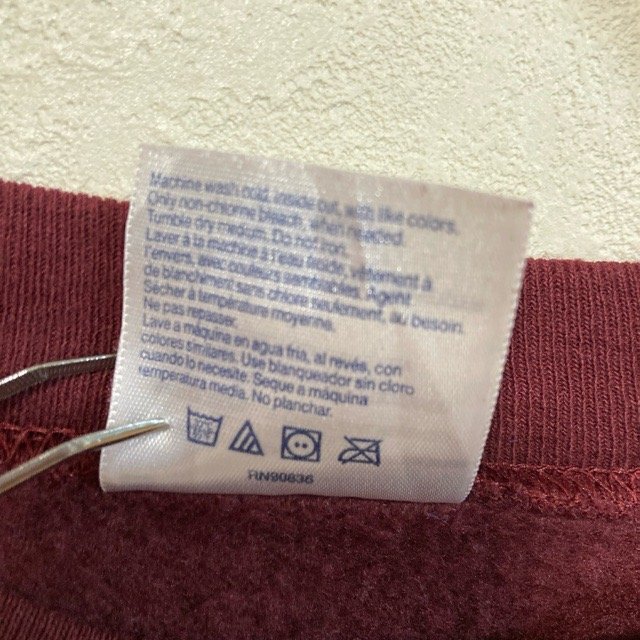 Machine wash cold, inside out, with like colors.
Only non-chlorine bleach, when needed.
Tumble dry medium. Do not iron.
Laver à la machine à l'eau froide, vêtement à
l'envers, avec couleurs semblables. Agent
de blanchiment sans chlore seulement, au besoin.
Sécher à température moyenne.
Ne pas repasser.
Lave a máquina en agua fria, al revés, con
colores similares. Use blanqueador sin cloro
cuando lo necesite. Seque a máquina
temperatura media. No planchar.
RN90836